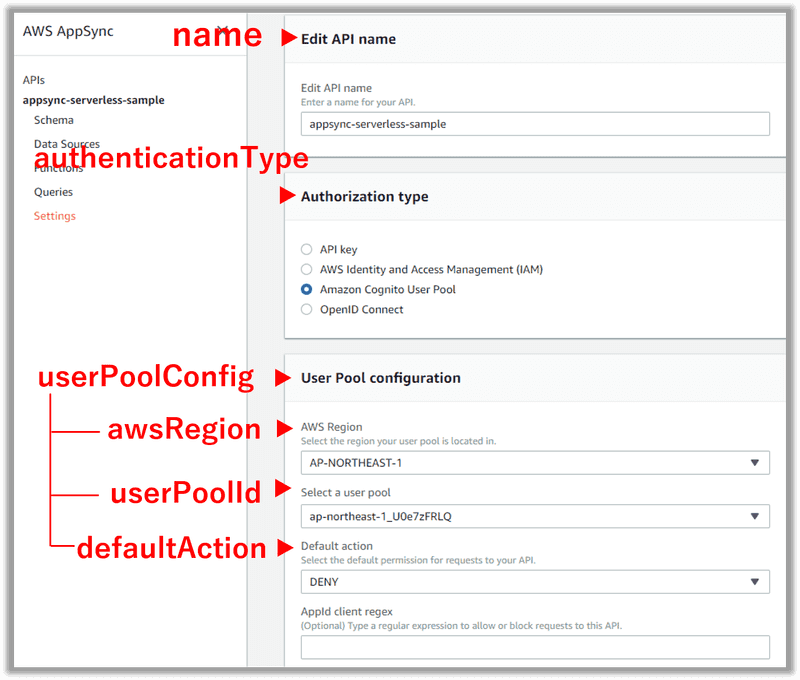 AWS AppSync
APIs
appsync-serverless-sample
Schema
Data Sources
Functions
Queries
Settings
name
Edit API name
Edit API name
Enter a name for your API.
appsync-serverless-sample
authenticationType
Authorization type
API key
AWS Identity and Access Management (IAM)
Amazon Cognito User Pool
OpenID Connect
userPoolConfig
User Pool configuration
awsRegion
AWS Region
Select the region your user pool is located in.
AP-NORTHEAST-1
userPoolId
Select a user pool
ap-northeast-1_U0e7zFRLQ
defaultAction
Default action
Select the default permission for requests to your API.
DENY
AppId client regex
(Optional) Type a regular expression to allow or block requests to this API.